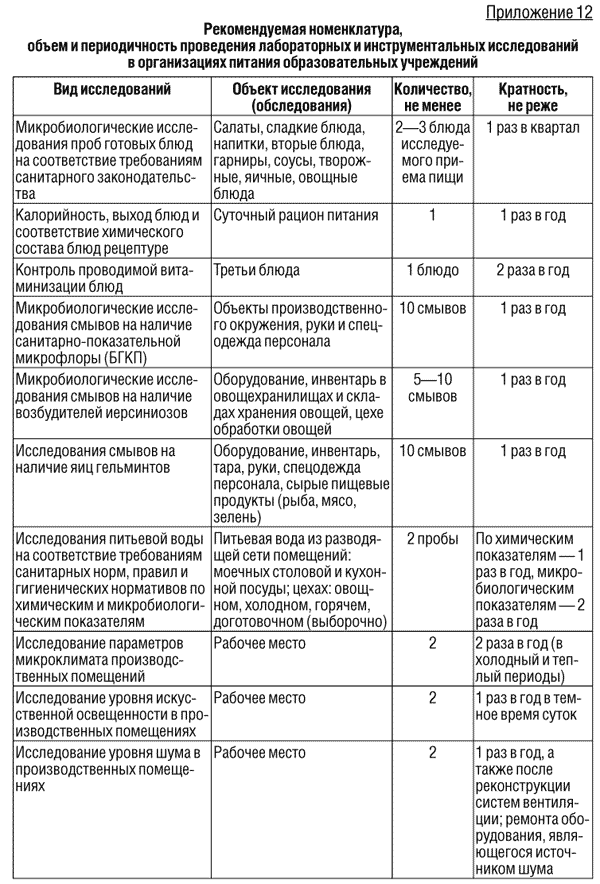 Приложение 12
Рекомендуемая номенклатура,
объем и периодичность проведения лабораторных и инструментальных исследований
в организациях питания образовательных учреждений
Вид исследований
Объект исследования
(обследования)
Количество,
не менее
Кратность,
не реже
Микробиологические иссле-
дования проб готовых блюд
на соответствие требованиям
санитарного законодательс-
тва
Салаты, сладкие блюда,
напитки, вторые блюда,
гарниры, соусы, творож-
ные, яичные, овощные
блюда
2—3 блюда
исследуе-
мого при-
ема пищи
1 раз в квартал
Калорийность, выход блюд и
соответствие химического
состава блюд рецептуре
Суточный рацион питания
1
1 раз в год
Контроль проводимой вита-
минизации блюд
Третьи блюда
1 блюдо
2 раза в год
Микробиологические иссле-
дования смывов на наличие
санитарно-показательной
микрофлоры (БГКП)
Объекты производственно-
го окружения, руки и спец-
одежда персонала
10 смывов
1 раз в год
Микробиологические иссле-
дования смывов на наличие
возбудителей иерсиниозов
Оборудование, инвентарь в
овощехранилищах и скла-
дах хранения овощей, цехе
обработки овощей
5—10
смывов
1 раз в год
Исследования смывов на
наличие яиц гельминтов
Оборудование, инвентарь,
тара, руки, спецодежда
персонала, сырые пищевые
продукты (рыба, мясо,
зелень)
10 смывов
1 раз в год
Исследования питьевой воды
на соответствие требованиям
санитарных норм, правил и
гигиенических нормативов по
химическим и микробиологи-
ческим показателям
Питьевая вода из разводя-
щей сети помещений:
моечных столовой и кухон-
ной посуды; цехах: овощ-
ном, холодном, горячем,
доготовочном (выборочно)
2 пробы
По химическим
показателям — 1
раз в год, микро-
биологическим
показателям — 2
раза в год
Исследование параметров
микроклимата производс-
твенных помещений
Рабочее место
2
2 раза в год (в
холодный и теп-
лый периоды)
Исследование уровня искус-
ственной освещенности в про-
изводственных помещениях
Рабочее место
2
1 раз в год в тем-
ное время суток
Исследование уровня шума в
производственных помеще-
ниях
Рабочее место
2
1 раз в год, а
также после
реконструкции
систем вентиля-
ции; ремонта обо-
рудования, явля-
ющегося источ-
ником шума